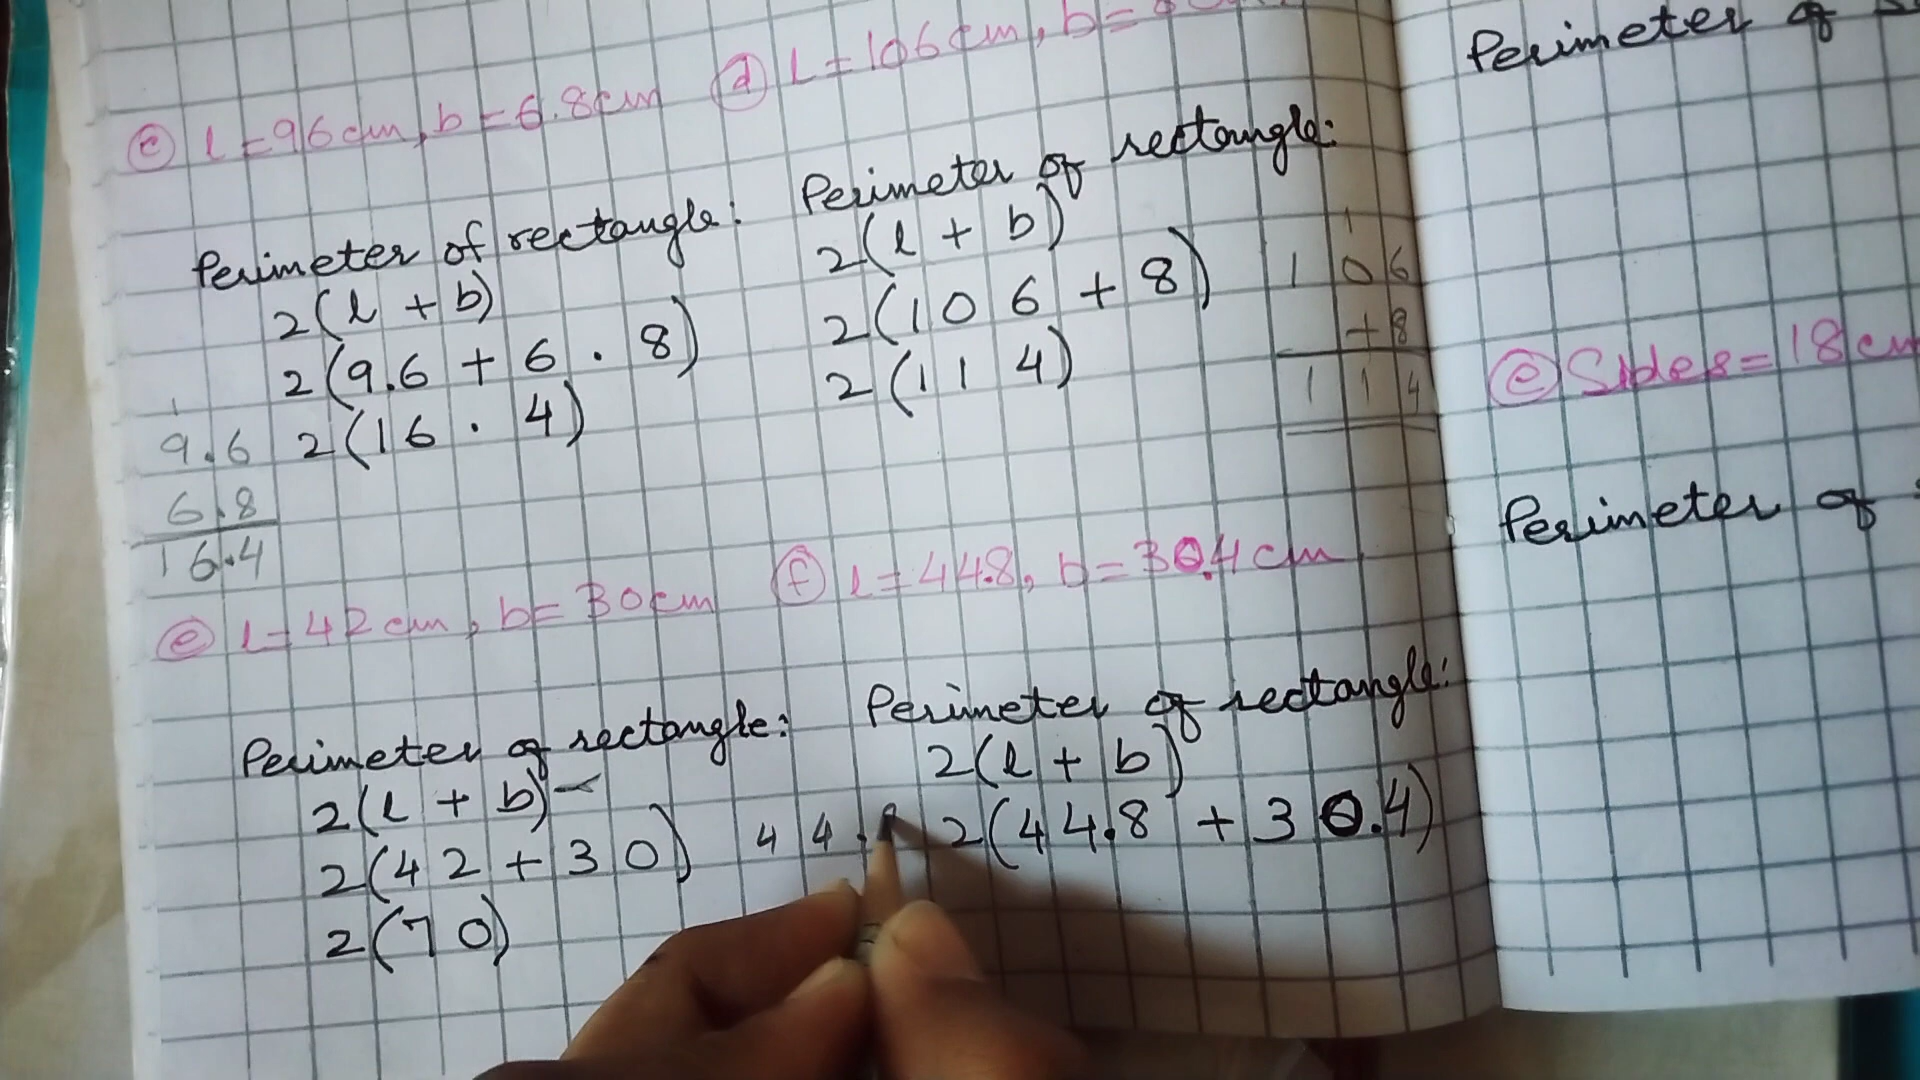 c l = 96 cm, b = 6.8 cm
Perimeter of rectangle:
2(l + b)
2(9.6 + 6.8)
2(16.4)
1
9.6
6.8
16.4
d l = 106 cm, b =
Perimeter of rectangle:
2(l + b)
2(106 + 8)
2(114)
1
106
+8
114
e l = 42 cm, b = 30 cm
Perimeter of rectangle:
2(l + b)
2(42 + 30)
2(70)
f l = 44.8, b = 30.4 cm
Perimeter of rectangle:
2(l + b)
2(44.8 + 30.4)
44.
Perimeter of
e Sides = 18 cm
Perimeter of